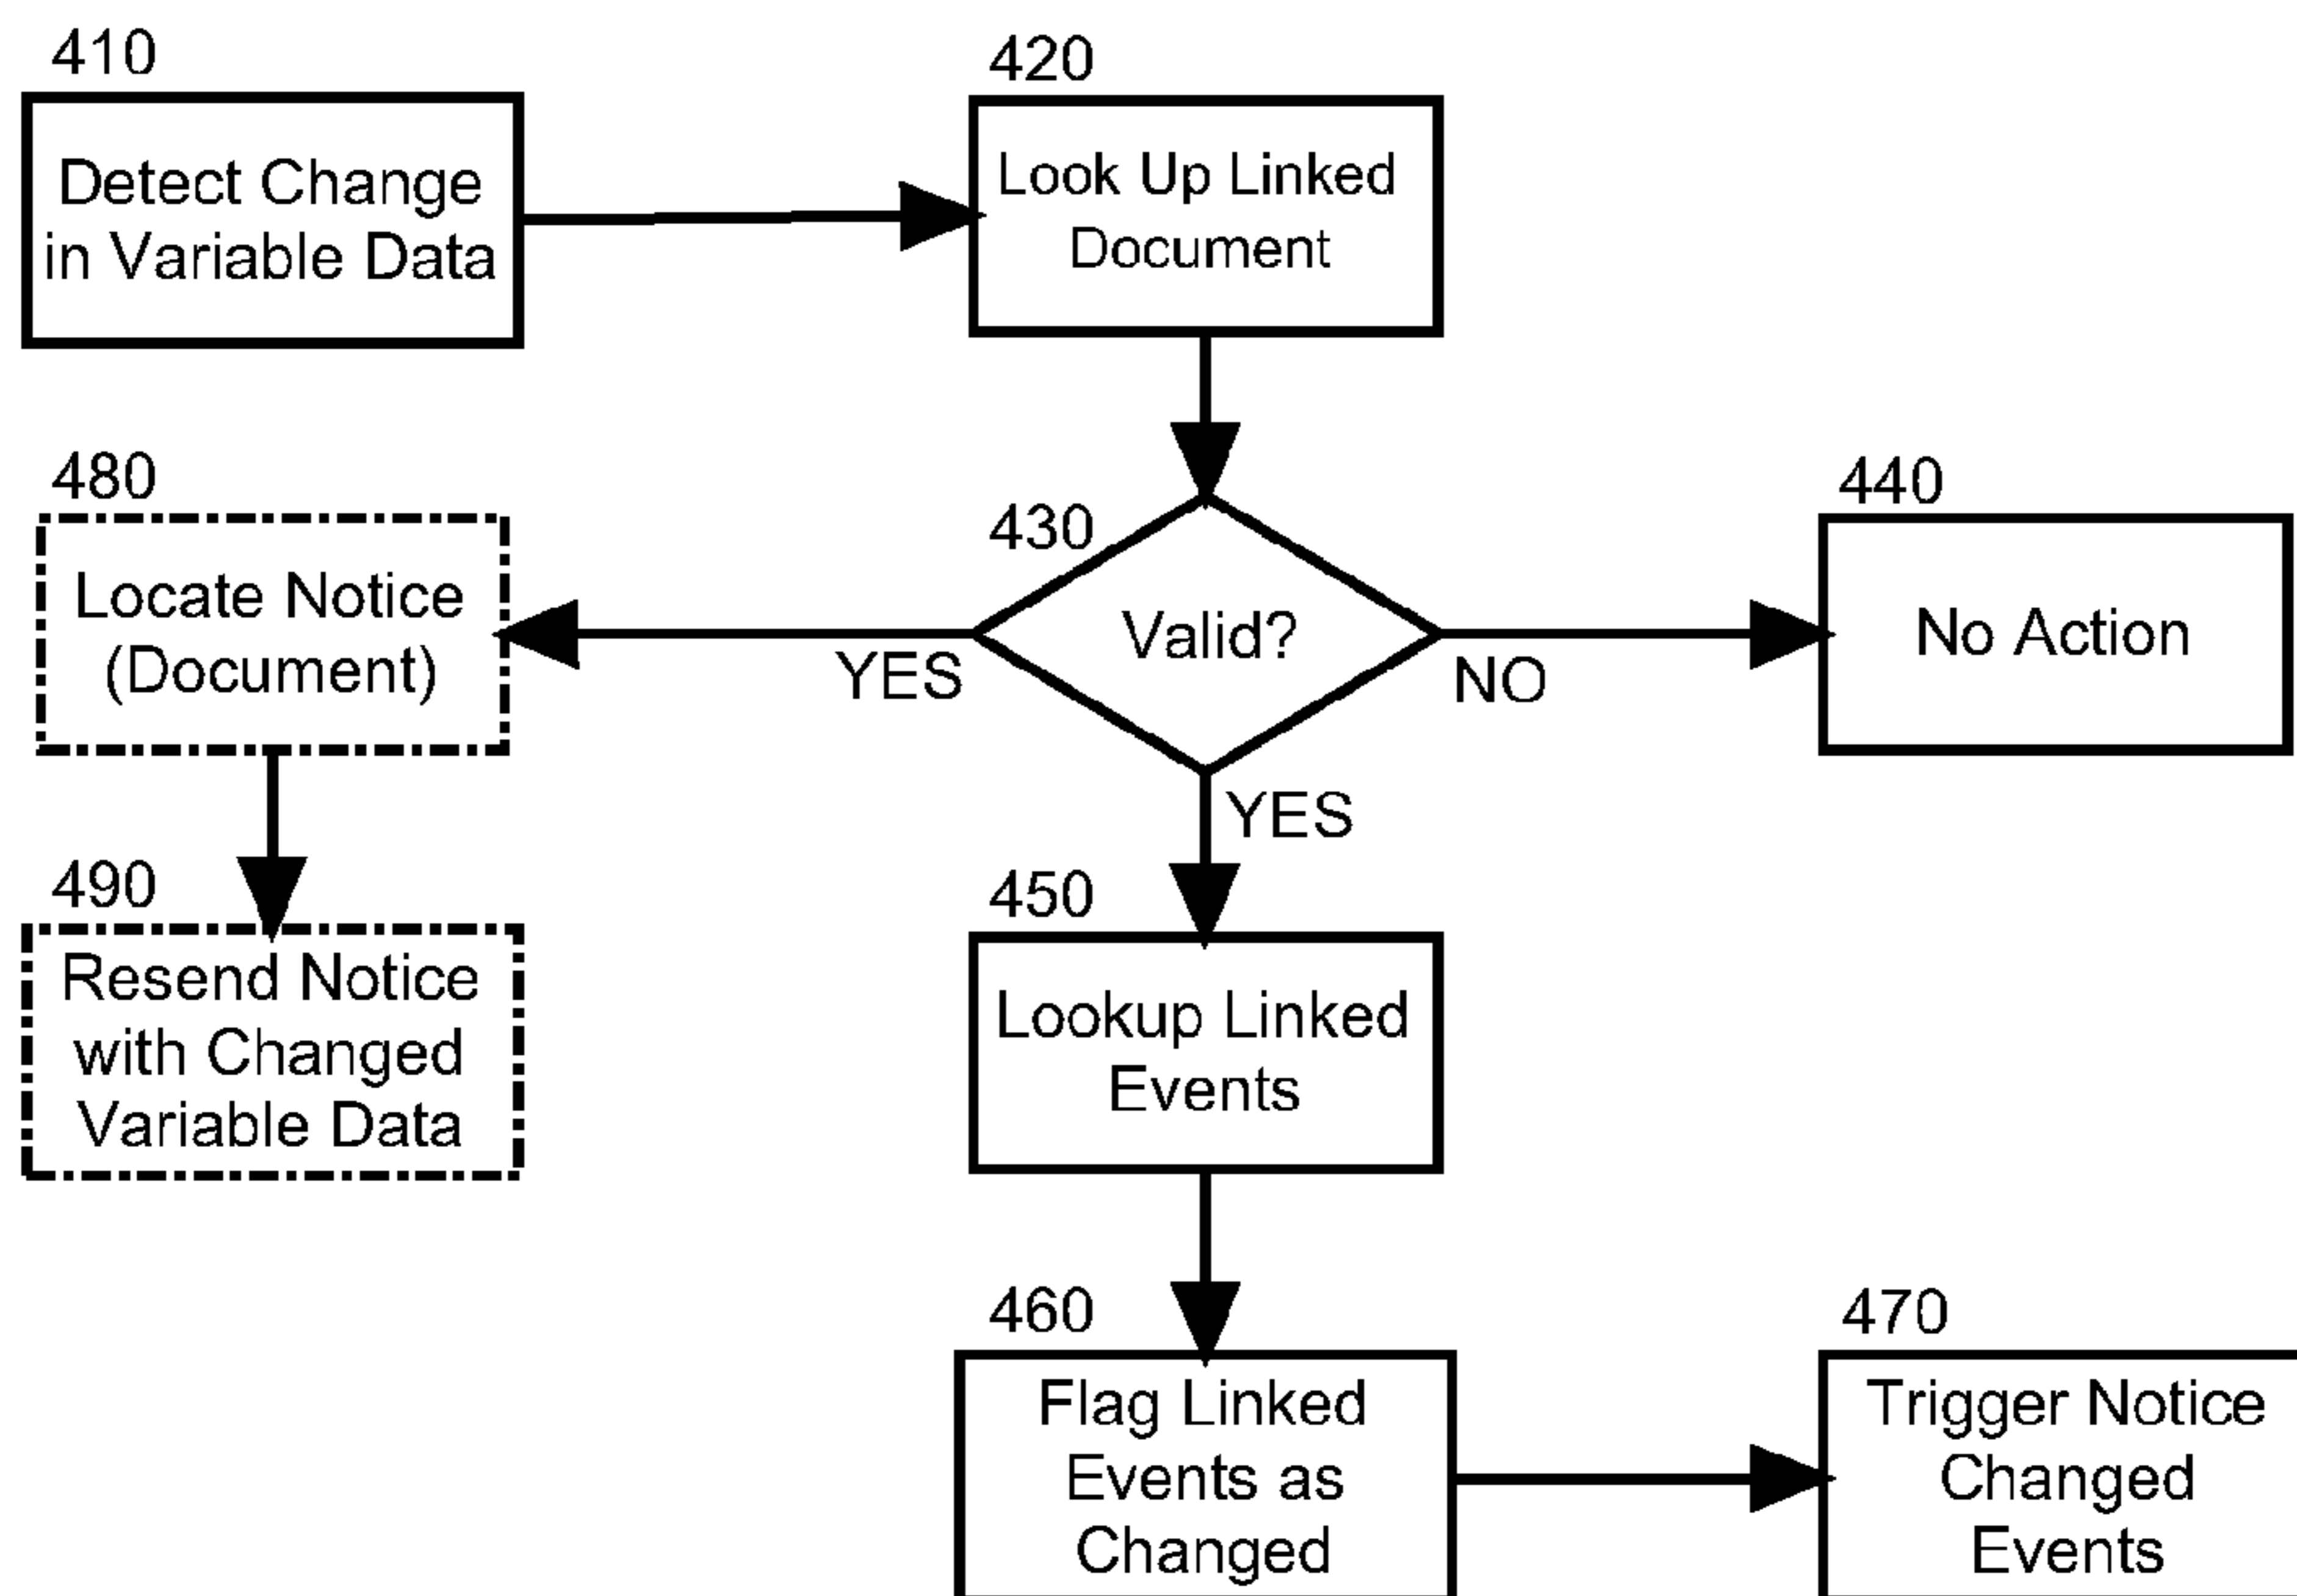 410
Detect Change
in Variable Data
420
Look Up Linked
Document
430
Valid?
YES
NO
YES
440
No Action
480
Locate Notice
(Document)
490
Resend Notice
with Changed
Variable Data
450
Lookup Linked
Events
460
Flag Linked
Events as
Changed
470
Trigger Notice
Changed
Events